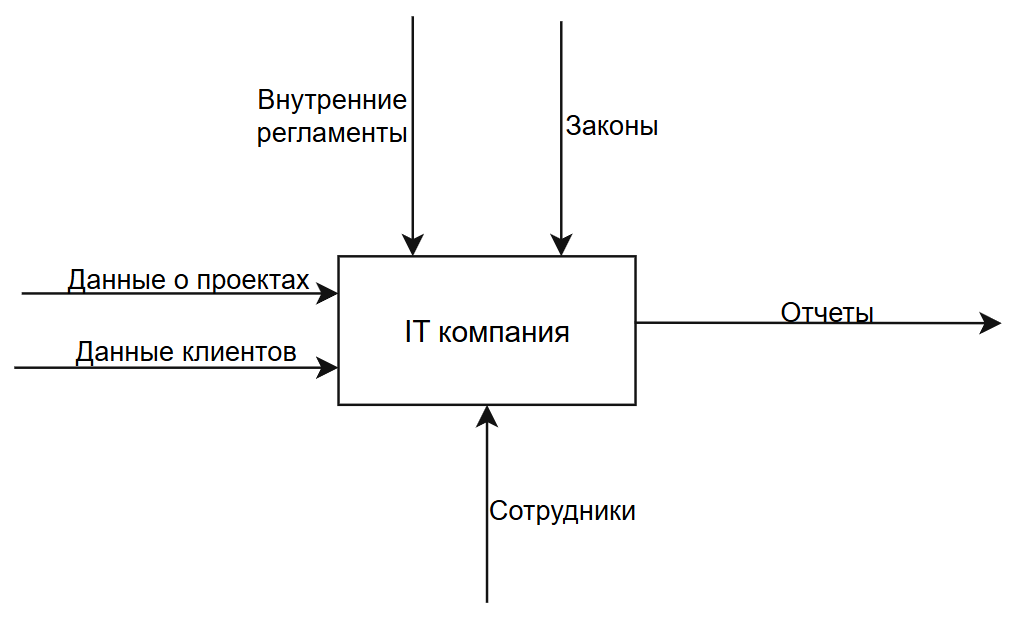 Внутренние
регламенты
Законы
Данные о проектах
IT компания
Отчеты
Данные клиентов
Сотрудники